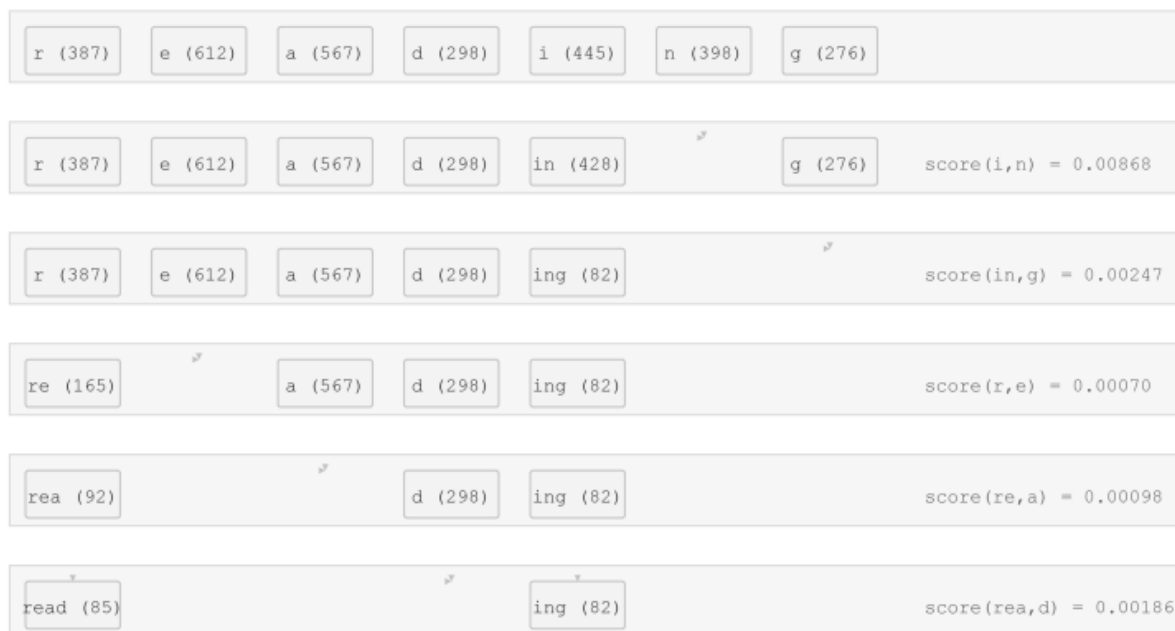 r (387) e (612) a (567) d (298) i (445) n (398) g (276)
r (387) e (612) a (567) d (298) in (428) g (276) score(i,n) = 0.00868
r (387) e (612) a (567) d (298) ing (82) score(in,g) = 0.00247
re (165) a (567) d (298) ing (82) score(r,e) = 0.00070
rea (92) d (298) ing (82) score(re,a) = 0.00098
read (85) ing (82) score(rea,d) = 0.00186